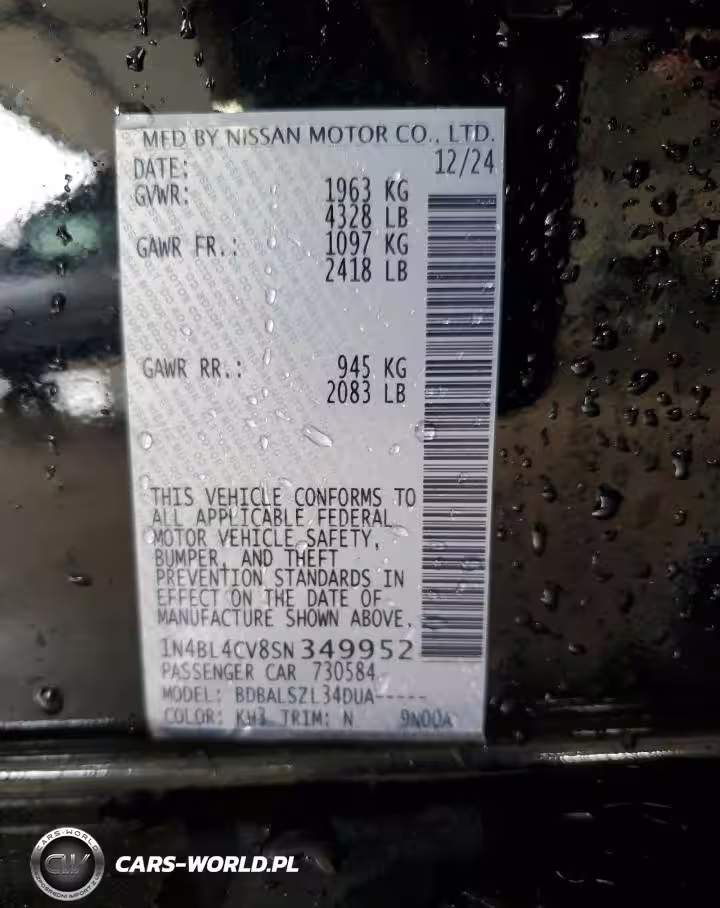 MFD BY NISSAN MOTOR CO., LTD.
DATE: 12/24
GVWR: 1963 KG
4328 LB
GAWR FR.: 1097 KG
2418 LB
GAWR RR.: 945 KG
2083 LB
THIS VEHICLE CONFORMS TO
ALL APPLICABLE FEDERAL
MOTOR VEHICLE SAFETY,
BUMPER, AND THEFT
PREVENTION STANDARDS IN
EFFECT ON THE DATE OF
MANUFACTURE SHOWN ABOVE.
1N4BL4CV8SN349952
PASSENGER CAR 730584
MODEL: BDBALSZL34DUA-----
COLOR: KH3 TRIM: N 9N00A
CARS-WORLD
CARS-WORLD.PL